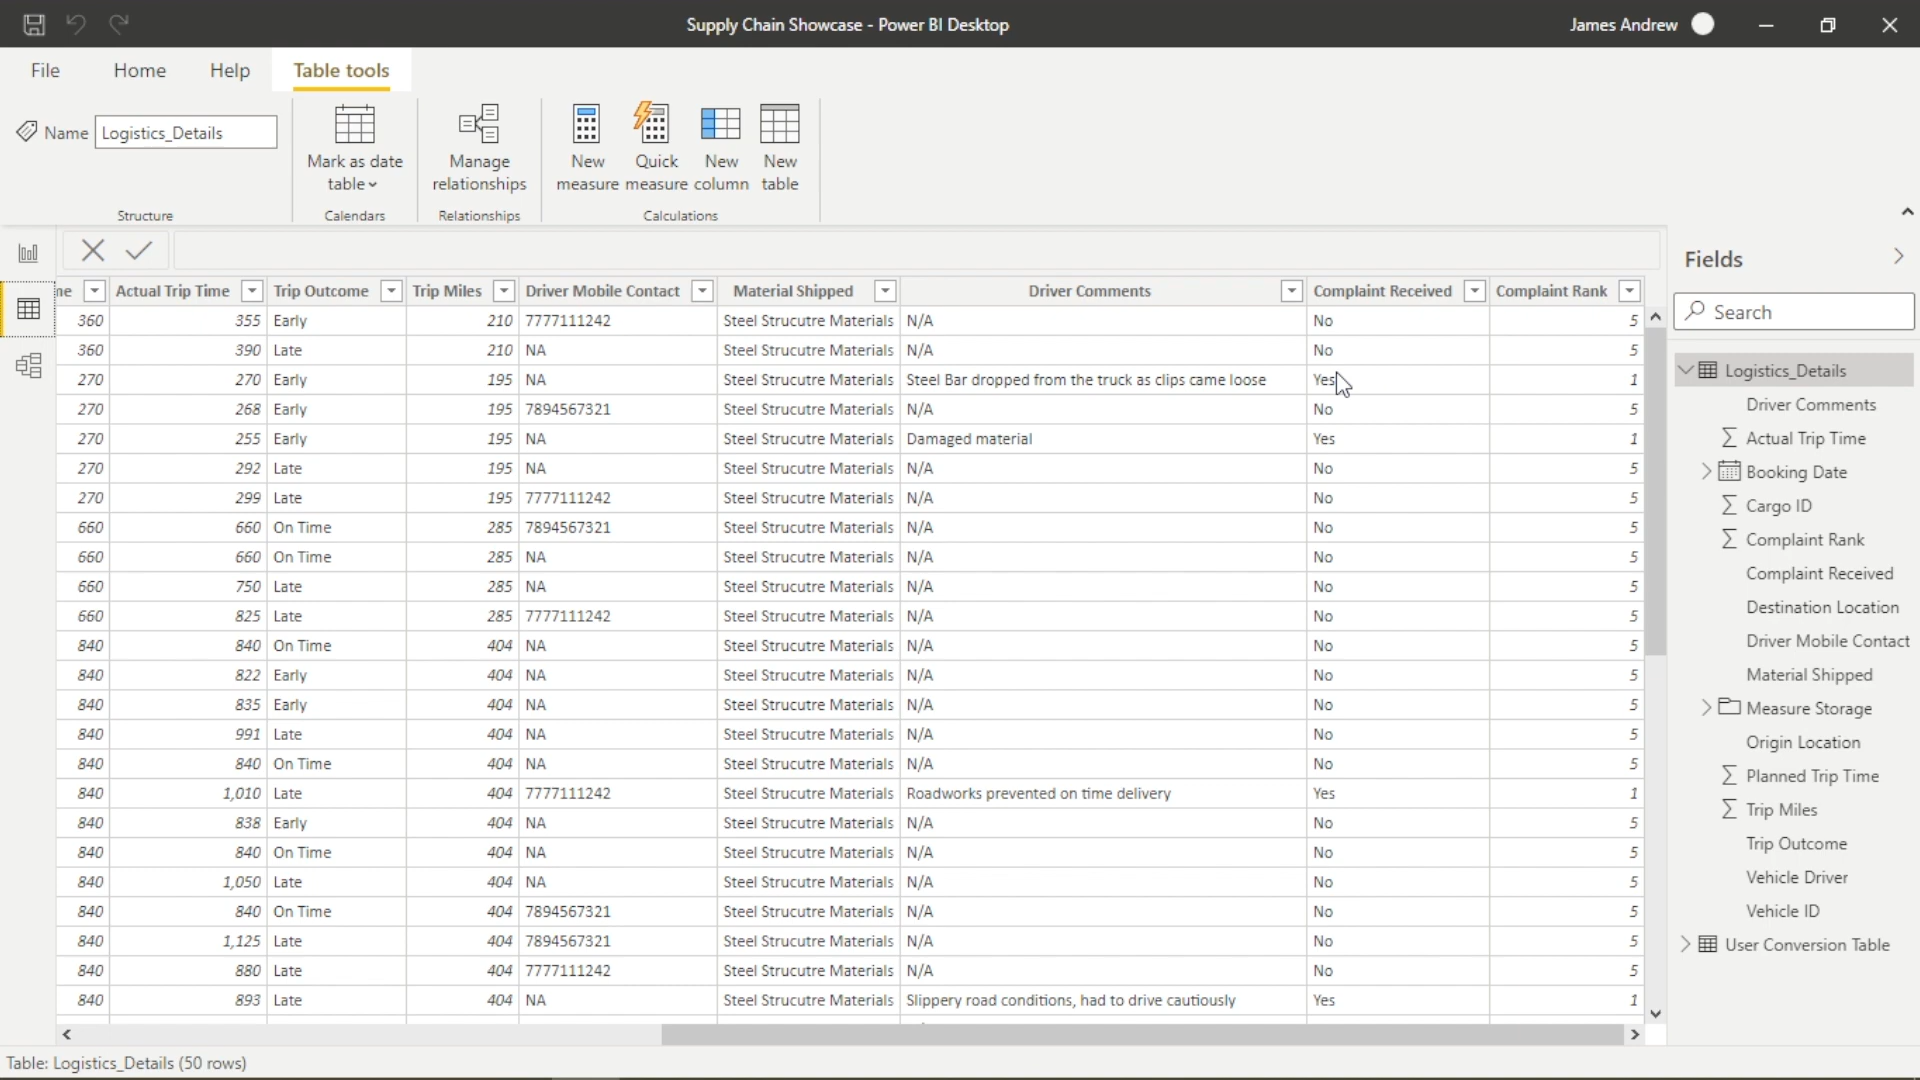 Supply Chain Showcase - Power BI Desktop
James Andrew
File Home Help Table tools
Name Logistics_Details
Structure
Mark as date
table
Calendars
Manage
relationships
Relationships
New
measure
Quick
measure
New
column
New
table
Calculations
me Actual Trip Time Trip Outcome Trip Miles Driver Mobile Contact Material Shipped Driver Comments Complaint Received Complaint Rank
360 355 Early 210 7777111242 Steel Strucutre Materials N/A No 5
360 390 Late 210 NA Steel Strucutre Materials N/A No 5
270 270 Early 195 NA Steel Strucutre Materials Steel Bar dropped from the truck as clips came loose Yes 1
270 268 Early 195 7894567321 Steel Strucutre Materials N/A No 5
270 255 Early 195 NA Steel Strucutre Materials Damaged material Yes 1
270 292 Late 195 NA Steel Strucutre Materials N/A No 5
270 299 Late 195 7777111242 Steel Strucutre Materials N/A No 5
660 660 On Time 285 7894567321 Steel Strucutre Materials N/A No 5
660 660 On Time 285 NA Steel Strucutre Materials N/A No 5
660 750 Late 285 NA Steel Strucutre Materials N/A No 5
660 825 Late 285 7777111242 Steel Strucutre Materials N/A No 5
840 840 On Time 404 NA Steel Strucutre Materials N/A No 5
840 822 Early 404 NA Steel Strucutre Materials N/A No 5
840 835 Early 404 NA Steel Strucutre Materials N/A No 5
840 991 Late 404 NA Steel Strucutre Materials N/A No 5
840 840 On Time 404 NA Steel Strucutre Materials N/A No 5
840 1,010 Late 404 7777111242 Steel Strucutre Materials Roadworks prevented on time delivery Yes 1
840 838 Early 404 NA Steel Strucutre Materials N/A No 5
840 840 On Time 404 NA Steel Strucutre Materials N/A No 5
840 1,050 Late 404 NA Steel Strucutre Materials N/A No 5
840 840 On Time 404 7894567321 Steel Strucutre Materials N/A No 5
840 1,125 Late 404 7894567321 Steel Strucutre Materials N/A No 5
840 880 Late 404 7777111242 Steel Strucutre Materials N/A No 5
840 893 Late 404 NA Steel Strucutre Materials Slippery road conditions, had to drive cautiously Yes 1
Fields
Search
Logistics_Details
Driver Comments
Actual Trip Time
Booking Date
Cargo ID
Complaint Rank
Complaint Received
Destination Location
Driver Mobile Contact
Material Shipped
Measure Storage
Origin Location
Planned Trip Time
Trip Miles
Trip Outcome
Vehicle Driver
Vehicle ID
User Conversion Table
Table: Logistics_Details (50 rows)